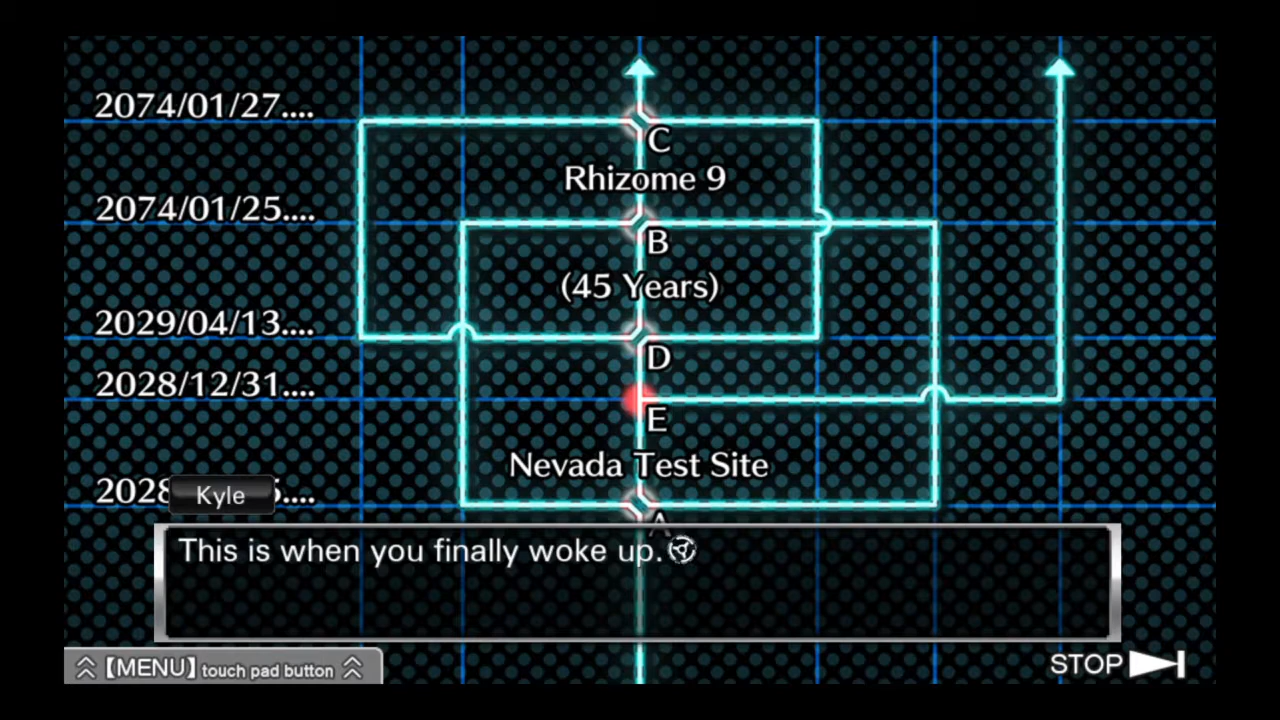 2074/01/27....
C
Rhizome 9
2074/01/25....
B
(45 Years)
2029/04/13....
D
2028/12/31....
E
Nevada Test Site
2028
....
A
Kyle
This is when you finally woke up.
【MENU】touch pad button
STOP